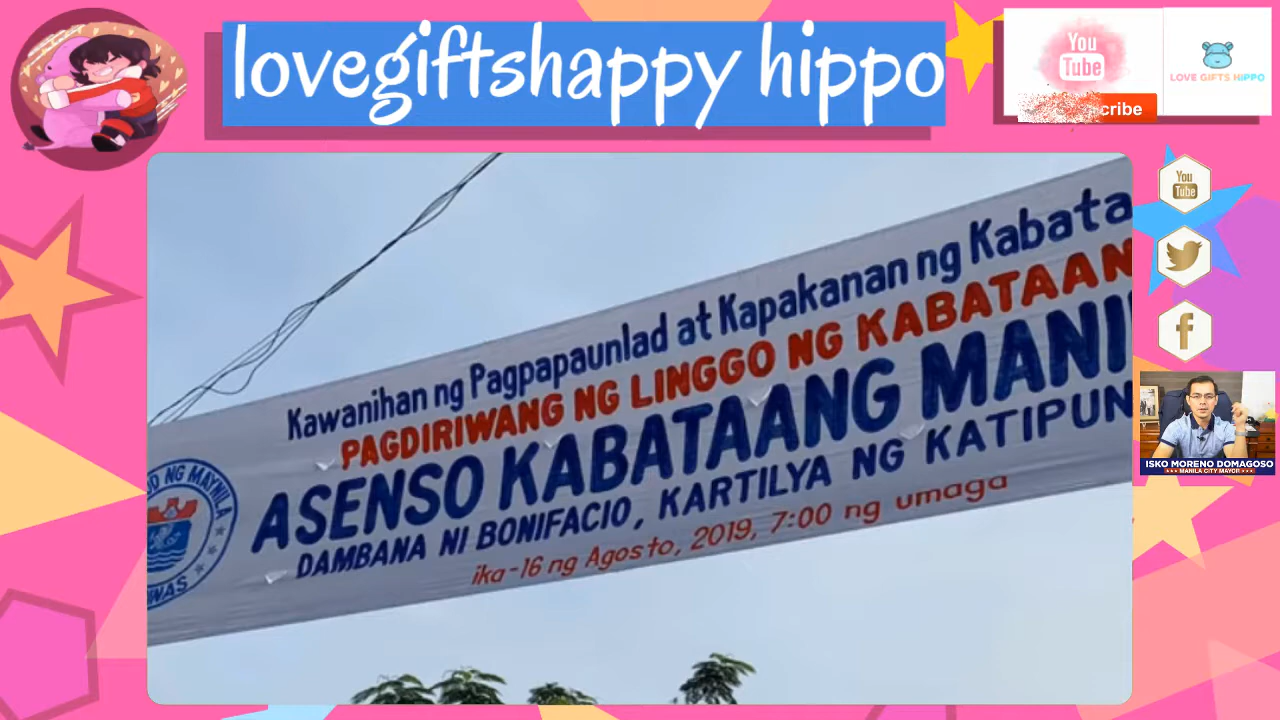 lovegiftshappy hippo
You
Tube
cribe
LOVE GIFTS HIPPO
You
Tube
Kawanihan ng Pagpapaunlad at Kapakanan ng Kabata
PAGDIRIWANG NG LINGGO NG KABATAAN
ASENSO KABATAANG MANI
DAMBANA NI BONIFACIO, KARTILYA NG KATIPUN
ika-16 ng Agosto, 2019, 7:00 ng umaga
D NG MAYNILA
ISKO MORENO DOMAGOSO
MANILA CITY MAYOR